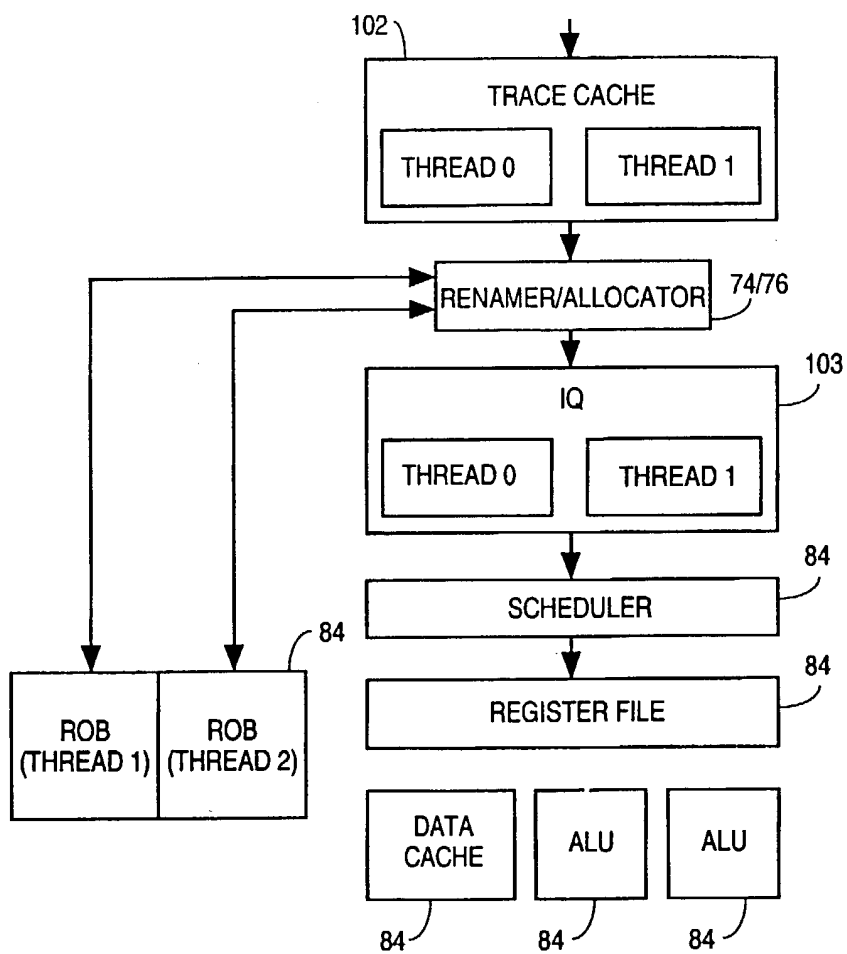 102
TRACE CACHE
THREAD 0
THREAD 1
RENAMER/ALLOCATOR
74/76
103
IQ
THREAD 0
THREAD 1
84
SCHEDULER
84
REGISTER FILE
84
ROB
(THREAD 1)
ROB
(THREAD 2)
DATA
CACHE
ALU
ALU
84
84
84